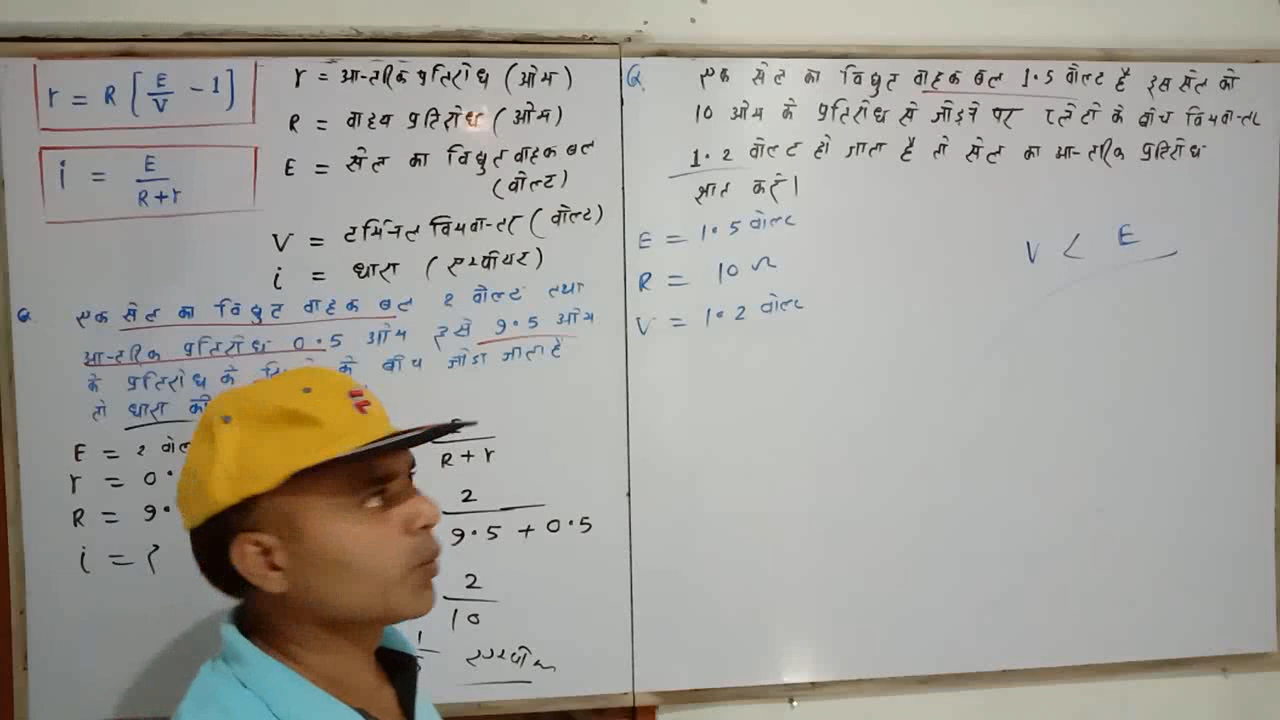 r = R [E/V - 1]
i = E/R+r
r = आन्तरिक प्रतिरोध (ओम)
R = वाहय प्रतिरोध (ओम)
E = सेल का विधुत वाहक बल
(वोल्ट)
V = टर्मिनल विभवान्तर (वोल्ट)
i = धारा (एम्पीयर)
Q. एक सेल का विधुत वाहक बल 2 वोल्ट तथा
आन्तरिक प्रतिरोध 0.5 ओम इसे 9.5 ओम
के प्रतिरोध के के बीच जोडा जाता है
तो धारा की
E = 2 वोल्ट
r = 0.
R = 9.
i = ?
R + r
2
9.5 + 0.5
2
10
1
एम्पीयर
Q. एक सेल का विधुत वाहक बल 1.5 वोल्ट है इस सेल को
10 ओम के प्रतिरोध से जोड़ने पर प्लेटो के बीच विभवान्तर
1.2 वोल्ट हो जाता है तो सेल का आन्तरिक प्रतिरोध
ज्ञात करें।
E = 1.5 वोल्ट
R = 10 Ω
V = 1.2 वोल्ट
V < E